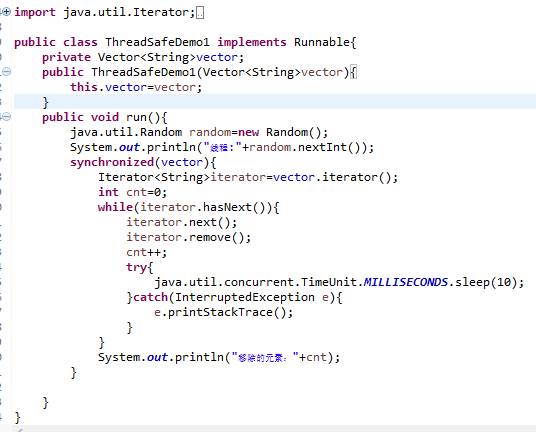 import java.util.Iterator;
public class ThreadSafeDemo1 implements Runnable{
    private Vector<String>vector;
    public ThreadSafeDemo1(Vector<String>vector){
        this.vector=vector;
    }
    public void run(){
        java.util.Random random=new Random();
        System.out.println("线程:"+random.nextInt());
        synchronized(vector){
            Iterator<String>iterator=vector.iterator();
            int cnt=0;
            while(iterator.hasNext()){
                iterator.next();
                iterator.remove();
                cnt++;
                try{
                    java.util.concurrent.TimeUnit.MILLISECONDS.sleep(10);
                }catch(InterruptedException e){
                    e.printStackTrace();
                }
            }
            System.out.println("移除的元素："+cnt);
        }
    }
}